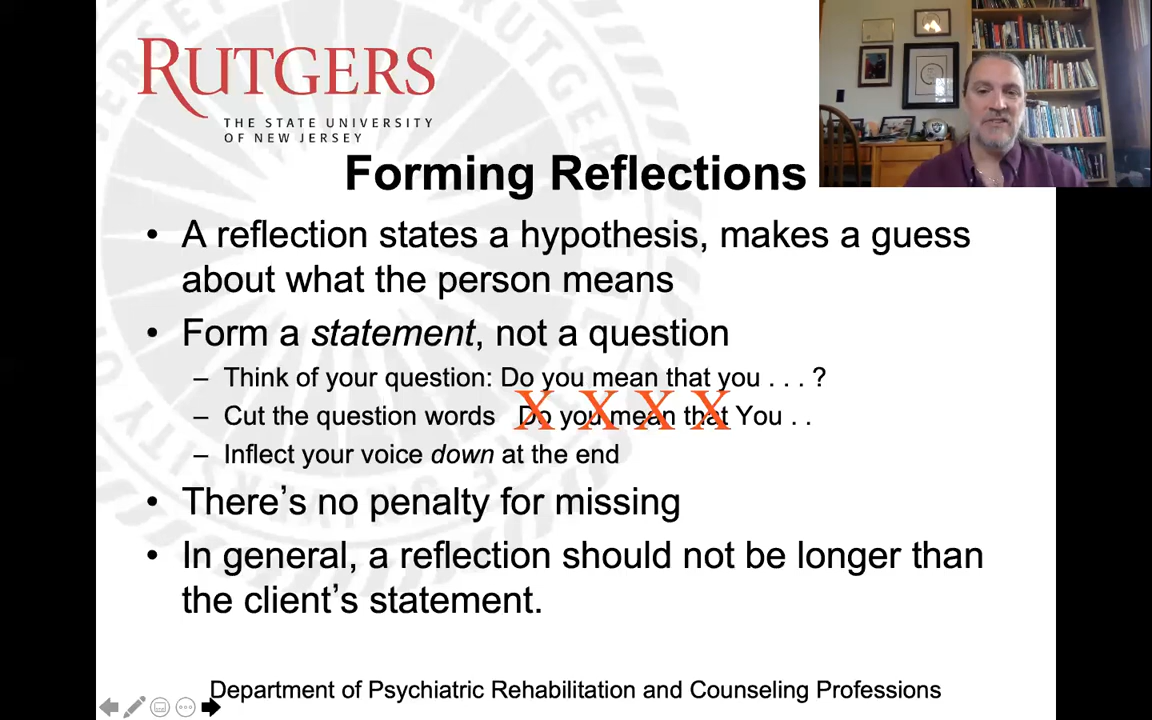 RUTGERS
THE STATE UNIVERSITY
OF NEW JERSEY
Forming Reflections
• A reflection states a hypothesis, makes a guess
about what the person means
• Form a statement, not a question
– Think of your question: Do you mean that you . . . ?
– Cut the question words Do you mean that You . .
X X X X
– Inflect your voice down at the end
• There’s no penalty for missing
• In general, a reflection should not be longer than
the client’s statement.
Department of Psychiatric Rehabilitation and Counseling Professions